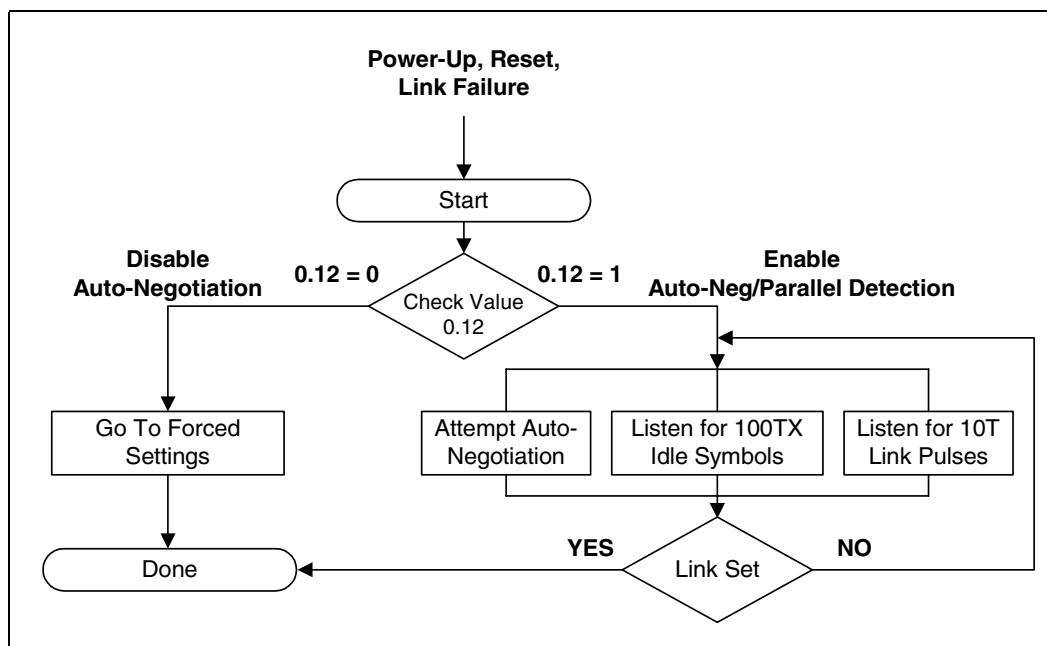 Power-Up, Reset,
Link Failure
Start
Disable
Auto-Negotiation
0.12 = 0
0.12 = 1
Enable
Auto-Neg/Parallel Detection
Check Value
0.12
Go To Forced
Settings
Attempt Auto-
Negotiation
Listen for 100TX
Idle Symbols
Listen for 10T
Link Pulses
Done
YES
Link Set
NO